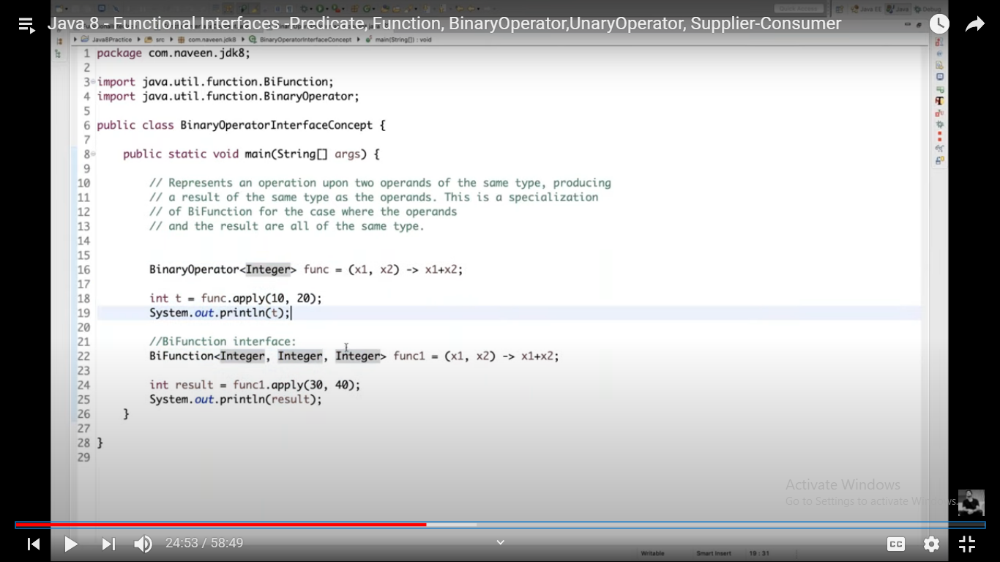 Java 8 - Functional Interfaces -Predicate, Function, BinaryOperator,UnaryOperator, Supplier-Consumer
Quick Access
Java EE
Java
Debug
Java8Practice
src
com.naveen.jdk8
BinaryOperatorInterfaceConcept
main(String[]) : void
1 package com.naveen.jdk8;
2
3 import java.util.function.BiFunction;
4 import java.util.function.BinaryOperator;
5
6 public class BinaryOperatorInterfaceConcept {
7
8 public static void main(String[] args) {
9
10 // Represents an operation upon two operands of the same type, producing
11 // a result of the same type as the operands. This is a specialization
12 // of BiFunction for the case where the operands
13 // and the result are all of the same type.
14
15
16 BinaryOperator<Integer> func = (x1, x2) -> x1+x2;
17
18 int t = func.apply(10, 20);
19 System.out.println(t);
20
21 //BiFunction interface:
22 BiFunction<Integer, Integer, Integer> func1 = (x1, x2) -> x1+x2;
23
24 int result = func1.apply(30, 40);
25 System.out.println(result);
26 }
27
28 }
29
Activate Windows
Go to Settings to activate Windows.
24:53 / 58:49
CC
Writable
Smart Insert
19 : 31